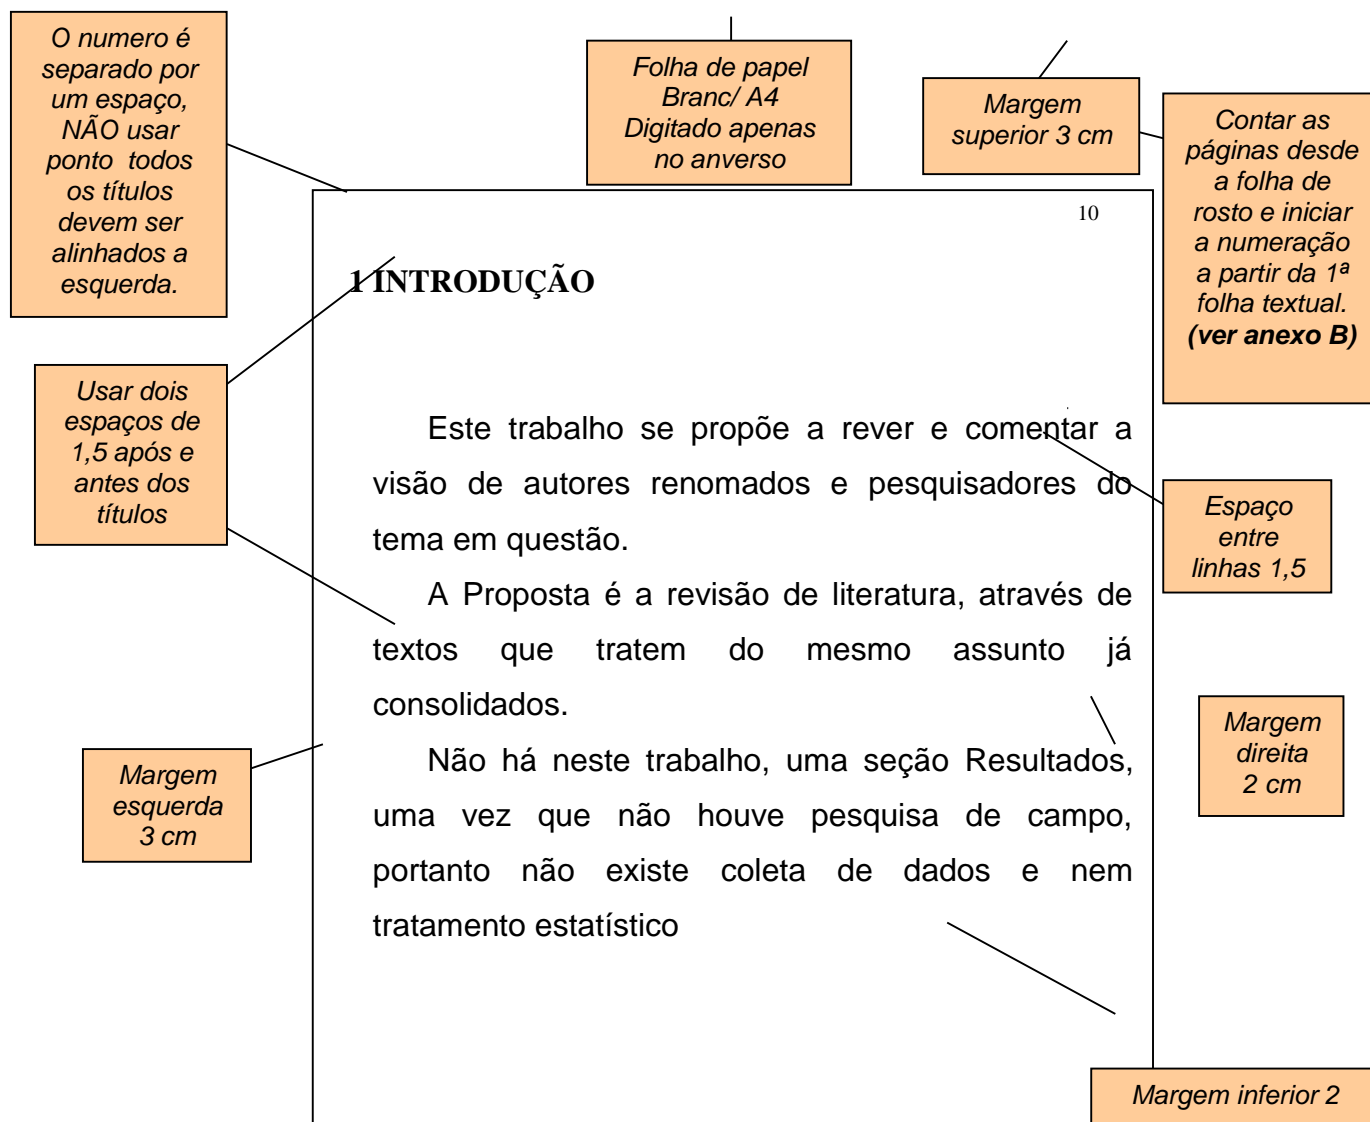 O numero é
separado por
um espaço,
NÃO usar
ponto  todos
os títulos
devem ser
alinhados a
esquerda.
Folha de papel
Branc/ A4
Digitado apenas
no anverso
Margem
superior 3 cm
Contar as
páginas desde
a folha de
rosto e iniciar
a numeração
a partir da 1ª
folha textual.
(ver anexo B)
10
1 INTRODUÇÃO
Usar dois
espaços de
1,5 após e
antes dos
títulos
Este trabalho se propõe a rever e comentar a
visão de autores renomados e pesquisadores do
tema em questão.
A Proposta é a revisão de literatura, através de
textos que tratem do mesmo assunto já
consolidados.
Não há neste trabalho, uma seção Resultados,
uma vez que não houve pesquisa de campo,
portanto não existe coleta de dados e nem
tratamento estatístico
Espaço
entre
linhas 1,5
Margem
direita
2 cm
Margem
esquerda
3 cm
Margem inferior 2